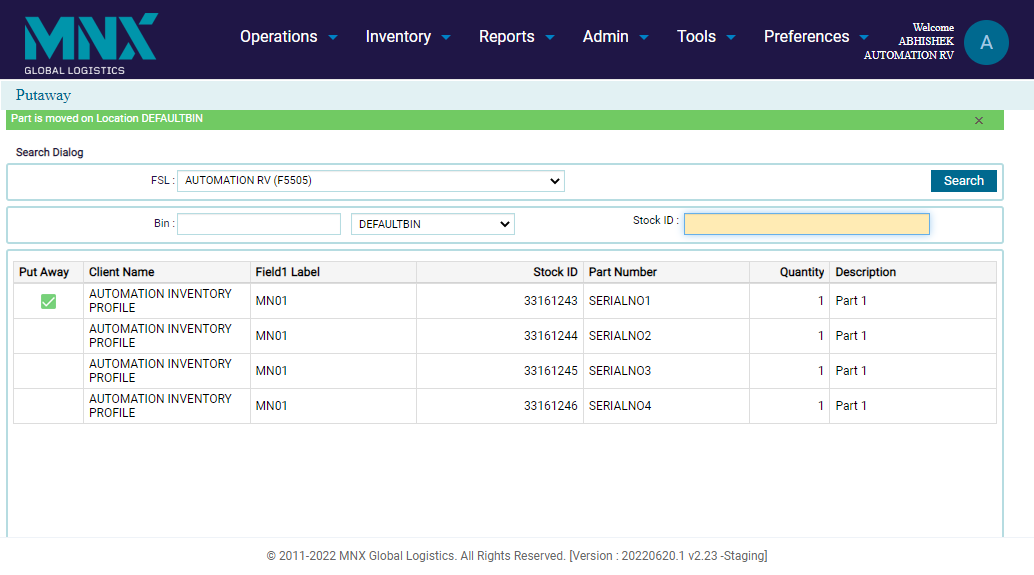 MNX
GLOBAL LOGISTICS
Operations Inventory Reports Admin Tools Preferences
Welcome
ABHISHEK
AUTOMATION RV
A
Putaway
Part is moved on Location DEFAULTBIN ×
Search Dialog
FSL : AUTOMATION RV (F5505) Search
Bin : DEFAULTBIN Stock ID :
Put Away Client Name Field1 Label Stock ID Part Number Quantity Description
AUTOMATION INVENTORY
PROFILE MN01 33161243 SERIALNO1 1 Part 1
AUTOMATION INVENTORY
PROFILE MN01 33161244 SERIALNO2 1 Part 1
AUTOMATION INVENTORY
PROFILE MN01 33161245 SERIALNO3 1 Part 1
AUTOMATION INVENTORY
PROFILE MN01 33161246 SERIALNO4 1 Part 1
© 2011-2022 MNX Global Logistics. All Rights Reserved. [Version : 20220620.1 v2.23 -Staging]